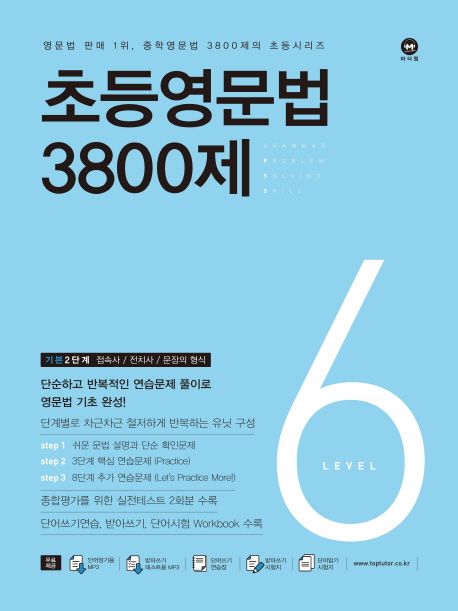 영문법 판매 1위, 중학영문법 3800제의 초등시리즈
마더텅
초등영문법
3800제
GRAMMAR
PROBLEM
SOLVING
SKILL
6
LEVEL
기본2단계 접속사 / 전치사 / 문장의 형식
단순하고 반복적인 연습문제 풀이로
영문법 기초 완성!
단계별로 차근차근 철저하게 반복하는 유닛 구성
step 1 쉬운 문법 설명과 단순 확인문제
step 2 3단계 핵심 연습문제 (Practice)
step 3 8단계 추가 연습문제 (Let's Practice More!)
종합평가를 위한 실전테스트 2회분 수록
단어쓰기연습, 받아쓰기, 단어시험 Workbook 수록
무료제공
단어암기용 MP3
받아쓰기 테스트용 MP3
단어쓰기 연습장
받아쓰기 시험지
단어암기 시험지
www.toptutor.co.kr